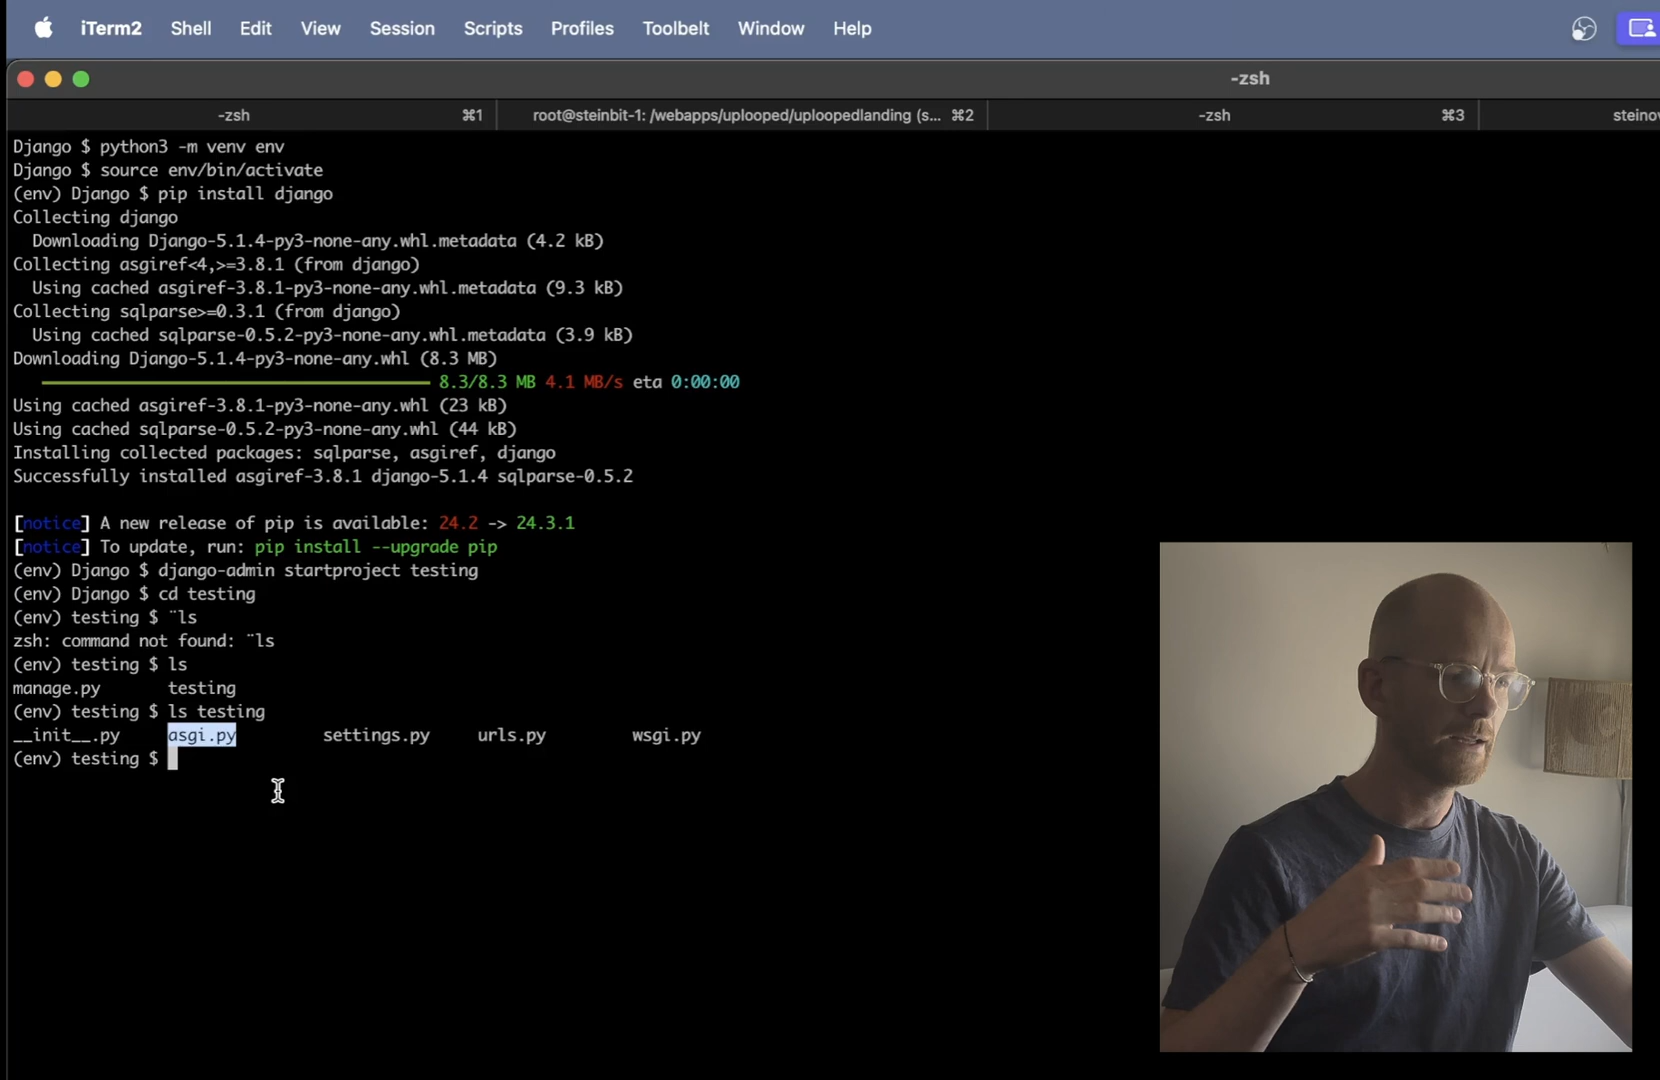 iTerm2 Shell Edit View Session Scripts Profiles Toolbelt Window Help
-zsh
-zsh ⌘1 root@steinbit-1: /webapps/uplooped/uploopedlanding (s... ⌘2 -zsh ⌘3 steinov
Django $ python3 -m venv env
Django $ source env/bin/activate
(env) Django $ pip install django
Collecting django
  Downloading Django-5.1.4-py3-none-any.whl.metadata (4.2 kB)
Collecting asgiref<4,>=3.8.1 (from django)
  Using cached asgiref-3.8.1-py3-none-any.whl.metadata (9.3 kB)
Collecting sqlparse>=0.3.1 (from django)
  Using cached sqlparse-0.5.2-py3-none-any.whl.metadata (3.9 kB)
Downloading Django-5.1.4-py3-none-any.whl (8.3 MB)
8.3/8.3 MB 4.1 MB/s eta 0:00:00
Using cached asgiref-3.8.1-py3-none-any.whl (23 kB)
Using cached sqlparse-0.5.2-py3-none-any.whl (44 kB)
Installing collected packages: sqlparse, asgiref, django
Successfully installed asgiref-3.8.1 django-5.1.4 sqlparse-0.5.2
[notice] A new release of pip is available: 24.2 -> 24.3.1
[notice] To update, run: pip install --upgrade pip
(env) Django $ django-admin startproject testing
(env) Django $ cd testing
(env) testing $ ¨ls
zsh: command not found: ¨ls
(env) testing $ ls
manage.py testing
(env) testing $ ls testing
__init__.py asgi.py settings.py urls.py wsgi.py
(env) testing $